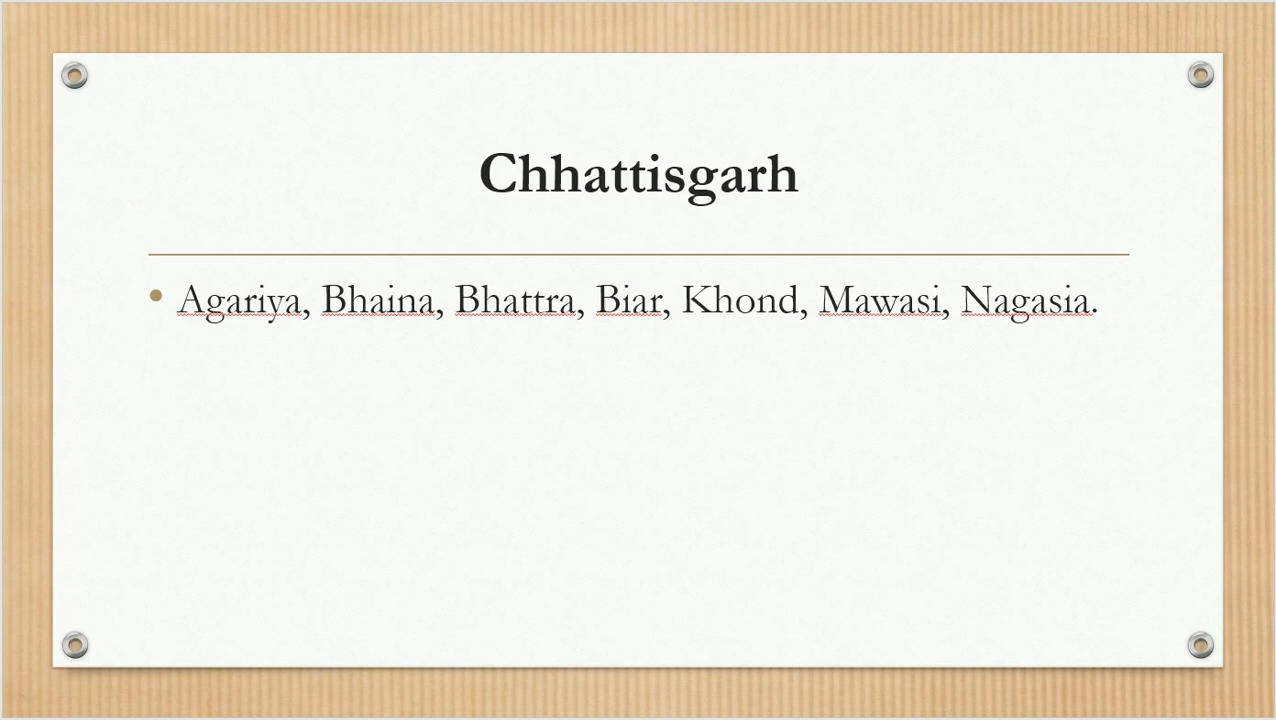 Chhattisgarh
• Agariya, Bhaina, Bhattra, Biar, Khond, Mawasi, Nagasia.